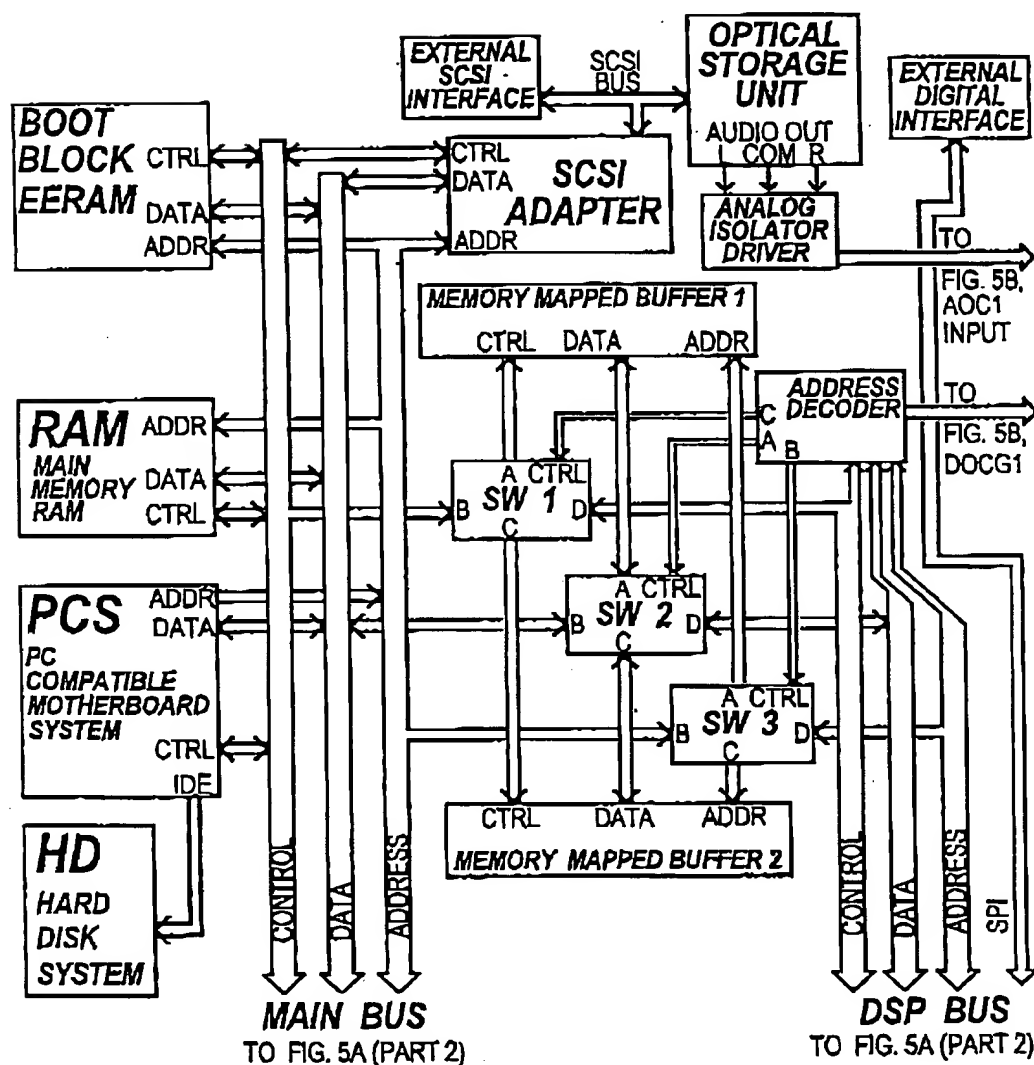 EXTERNAL
SCSI
INTERFACE
SCSI
BUS
OPTICAL
STORAGE
UNIT
AUDIO OUT
L COM R
EXTERNAL
DIGITAL
INTERFACE
BOOT
BLOCK
EERAM
CTRL
DATA
ADDR
CTRL
DATA
ADDR
SCSI
ADAPTER
ANALOG
ISOLATOR
DRIVER
TO
FIG. 5B,
AOC1
INPUT
MEMORY MAPPED BUFFER 1
CTRL DATA ADDR
ADDRESS
DECODER
C
A
B
TO
FIG. 5B,
DOCG1
RAM
MAIN
MEMORY
RAM
ADDR
DATA
CTRL
A CTRL
SW 1
B D
C
A CTRL
SW 2
B D
C
A CTRL
SW 3
B D
C
PCS
PC
COMPATIBLE
MOTHERBOARD
SYSTEM
ADDR
DATA
CTRL
IDE
CTRL DATA ADDR
MEMORY MAPPED BUFFER 2
HD
HARD
DISK
SYSTEM
CONTROL
DATA
ADDRESS
CONTROL
DATA
ADDRESS
SPI
MAIN BUS
TO FIG. 5A (PART 2)
DSP BUS
TO FIG. 5A (PART 2)